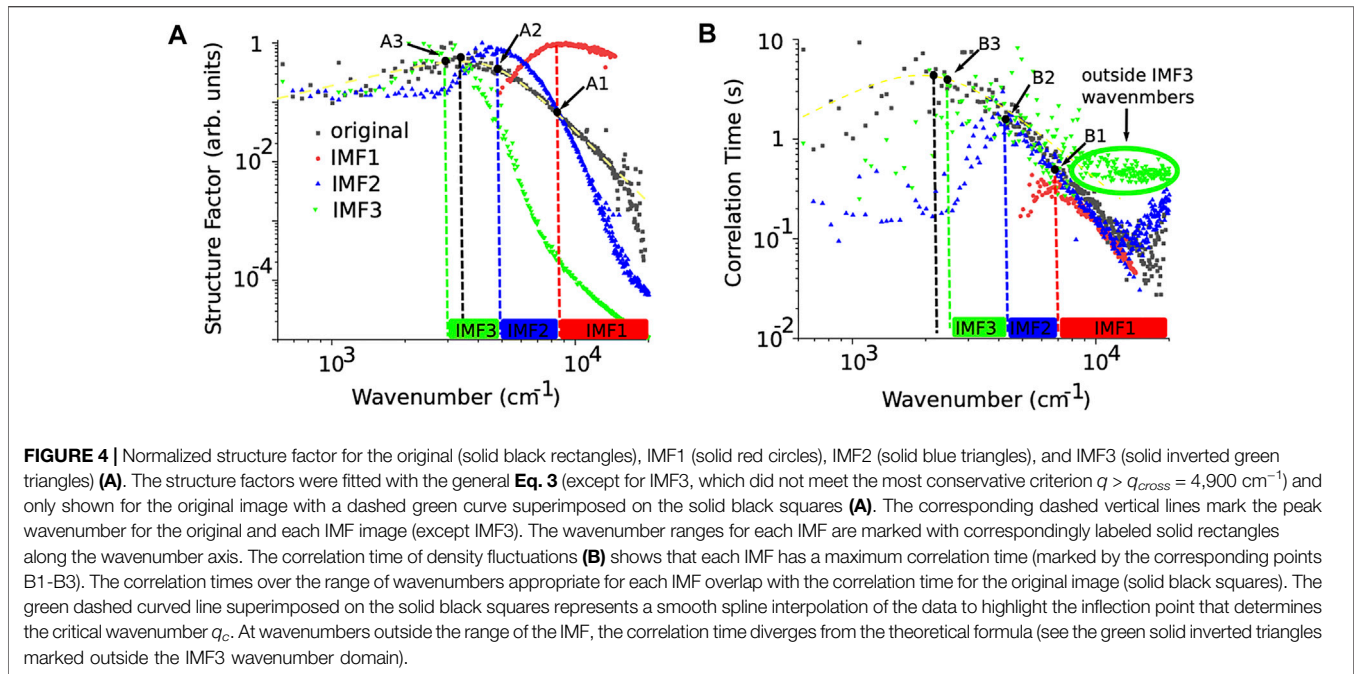 A
A3
A2
A1
1
10-2
10-4
Structure Factor (arb. units)
original
IMF1
IMF2
IMF3
IMF3 IMF2 IMF1
103 104
Wavenumber (cm-1)
B
B3
B2
B1
outside IMF3
wavenmbers
10
1
10-1
10-2
Correlation Time (s)
IMF3 IMF2 IMF1
103 104
Wavenumber (cm-1)
FIGURE 4 | Normalized structure factor for the original (solid black rectangles), IMF1 (solid red circles), IMF2 (solid blue triangles), and IMF3 (solid inverted green
triangles) (A). The structure factors were fitted with the general Eq. 3 (except for IMF3, which did not meet the most conservative criterion q > qcross = 4,900 cm−1) and
only shown for the original image with a dashed green curve superimposed on the solid black squares (A). The corresponding dashed vertical lines mark the peak
wavenumber for the original and each IMF image (except IMF3). The wavenumber ranges for each IMF are marked with correspondingly labeled solid rectangles
along the wavenumber axis. The correlation time of density fluctuations (B) shows that each IMF has a maximum correlation time (marked by the corresponding points
B1-B3). The correlation times over the range of wavenumbers appropriate for each IMF overlap with the correlation time for the original image (solid black squares). The
green dashed curved line superimposed on the solid black squares represents a smooth spline interpolation of the data to highlight the inflection point that determines
the critical wavenumber qc. At wavenumbers outside the range of the IMF, the correlation time diverges from the theoretical formula (see the green solid inverted triangles
marked outside the IMF3 wavenumber domain).